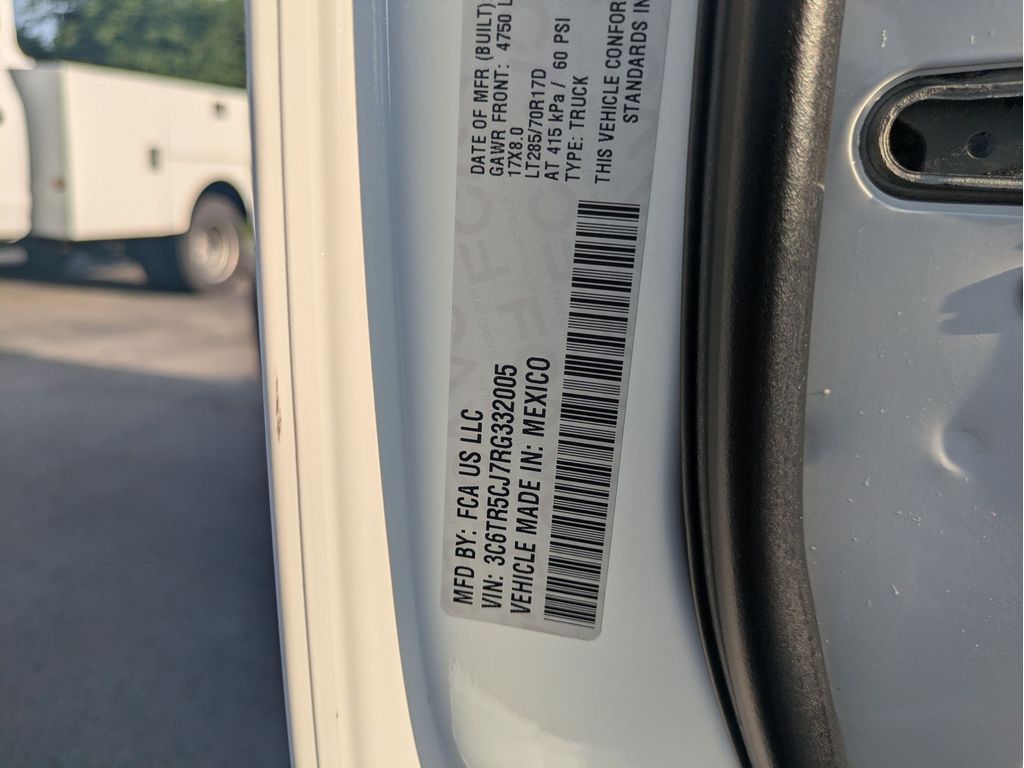 MFD BY: FCA US LLC
VIN: 3C6TR5CJ7RG332005
VEHICLE MADE IN: MEXICO
DATE OF MFR (BUILT)
GAWR FRONT: 4750 L
17X8.0
LT285/70R17D
AT 415 kPa / 60 PSI
TYPE: TRUCK
THIS VEHICLE CONFOR
STANDARDS IN